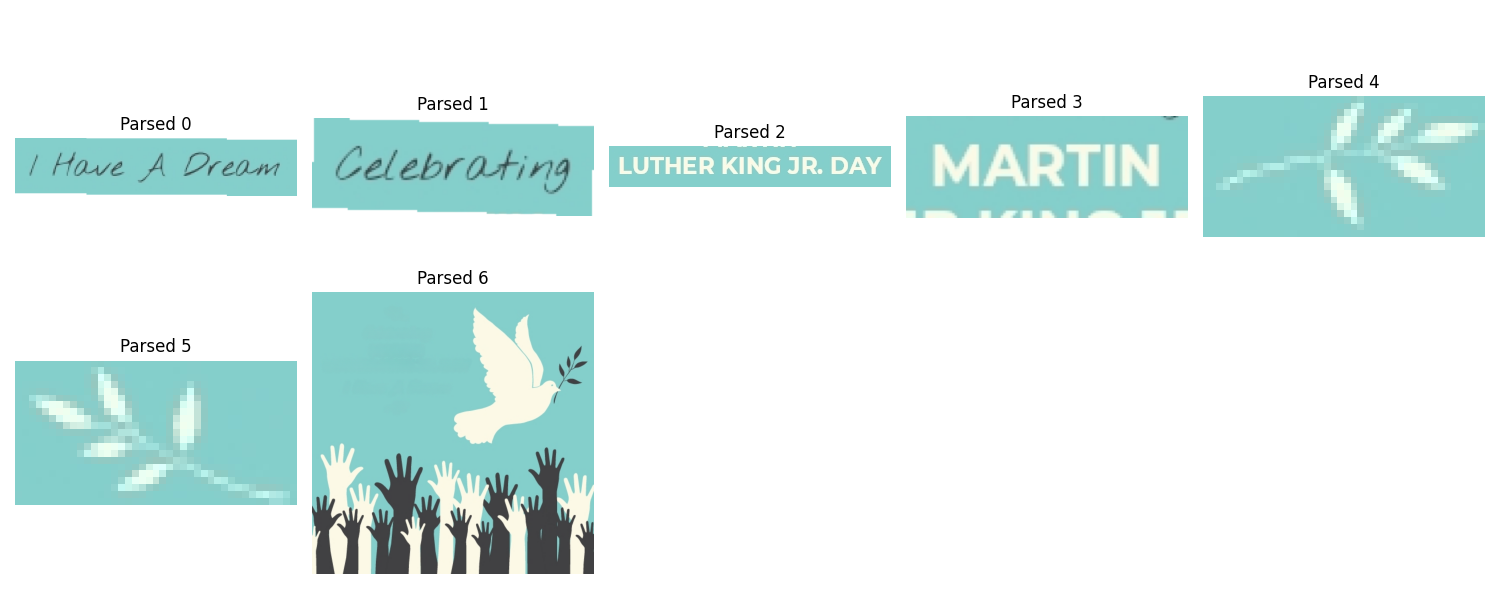 Parsed 0
I Have A Dream
Parsed 1
Celebrating
Parsed 2
LUTHER KING JR. DAY
Parsed 3
MARTIN
Parsed 4
Parsed 5
Parsed 6